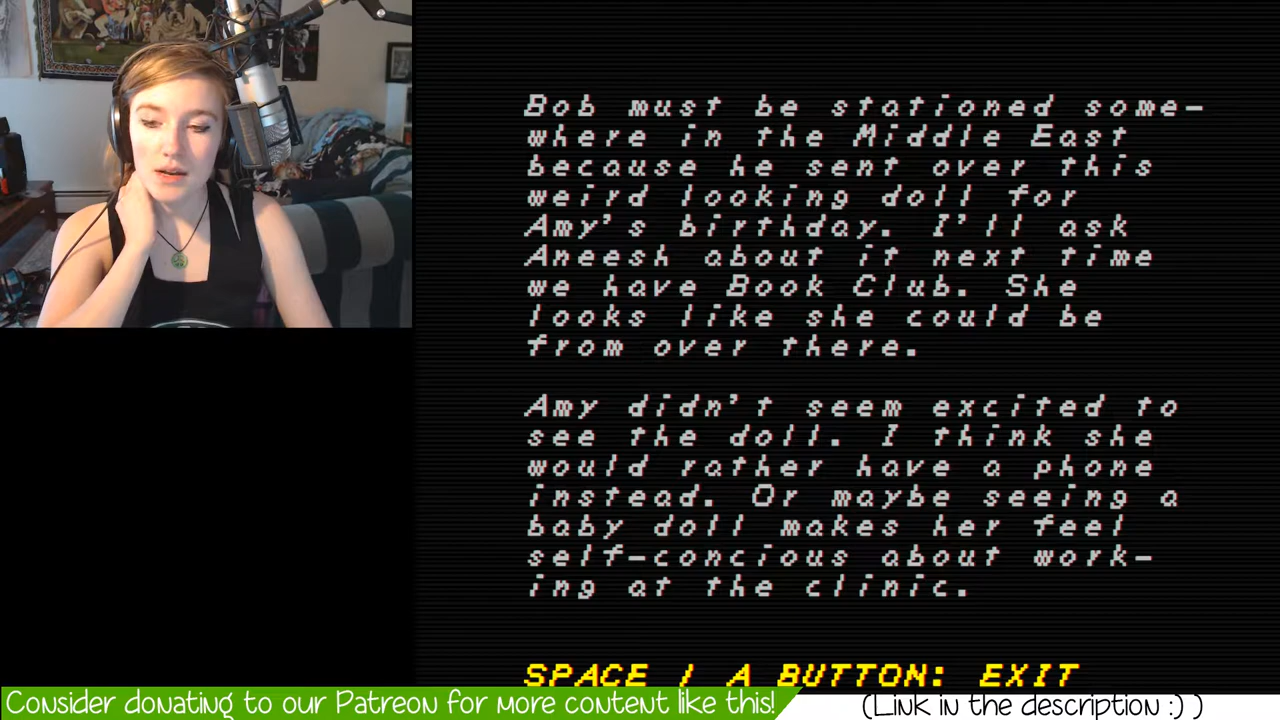 Bob must be stationed some-
where in the Middle East
because he sent over this
weird looking doll for
Amy's birthday. I'll ask
Aneesh about it next time
we have Book Club. She
looks like she could be
from over there.
Amy didn't seem excited to
see the doll. I think she
would rather have a phone
instead. Or maybe seeing a
baby doll makes her feel
self-concious about work-
ing at the clinic.
SPACE / A BUTTON: EXIT
Consider donating to our Patreon for more content like this! (Link in the description :) )